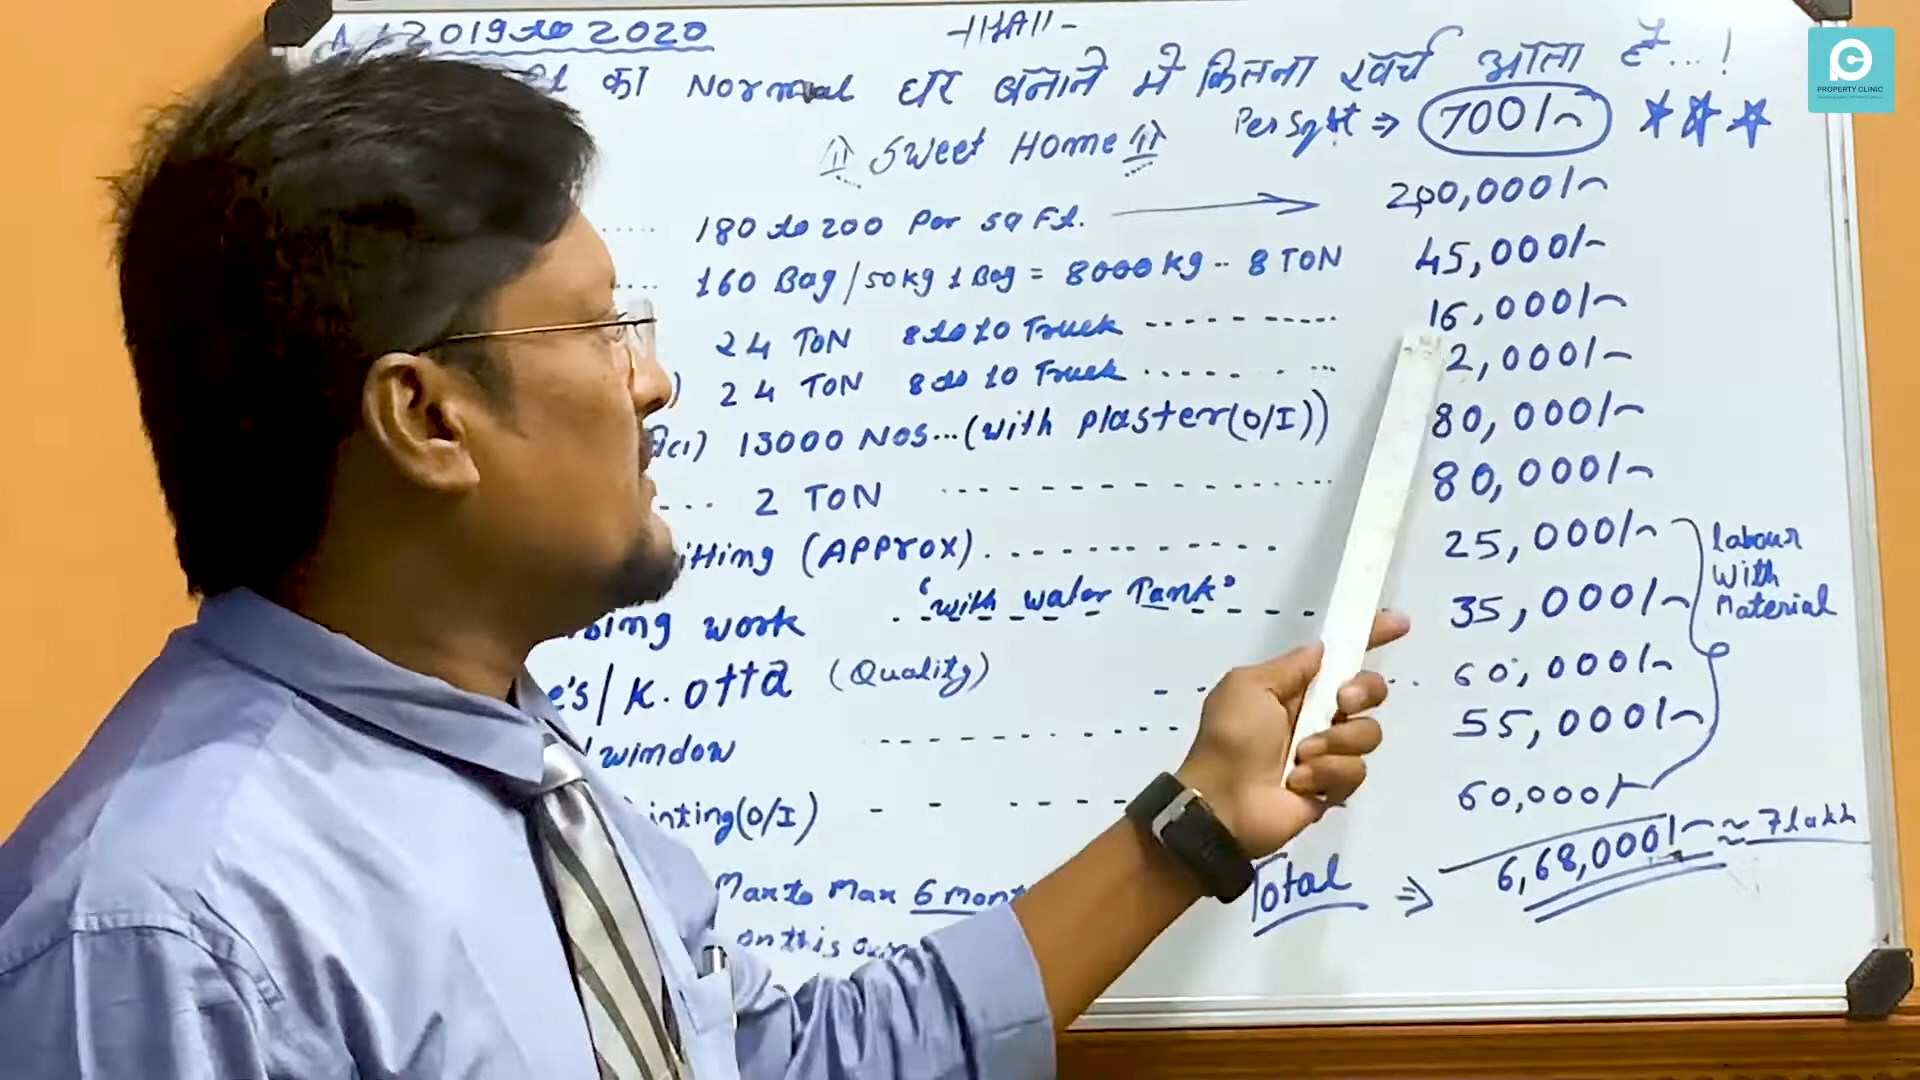 2019 to 2020
का Normal घर बनाने में कितना खर्च आता है...!
Sweet Home
Per Sqft ⇒ 700/-
180 to 200 Per sq Ft. 200,000/-
160 Bag/50kg 1 Bag = 8000 kg.. 8 TON 45,000/-
24 TON 8 to 10 Truck 16,000/-
24 TON 8 to 10 Truck 2,000/-
13000 NOS...(with plaster(O/I)) 80,000/-
2 TON 80,000/-
(APPROX) 25,000/-
work "with water Tank" 35,000/-
/K.otta (Quality) 60,000/-
window 55,000/-
(O/I) 60,000/-
labour
with
Material
Total ⇒ 6,68,000/- ≈ 7 lakh
Max to Max 6
on this
PROPERTY CLINIC